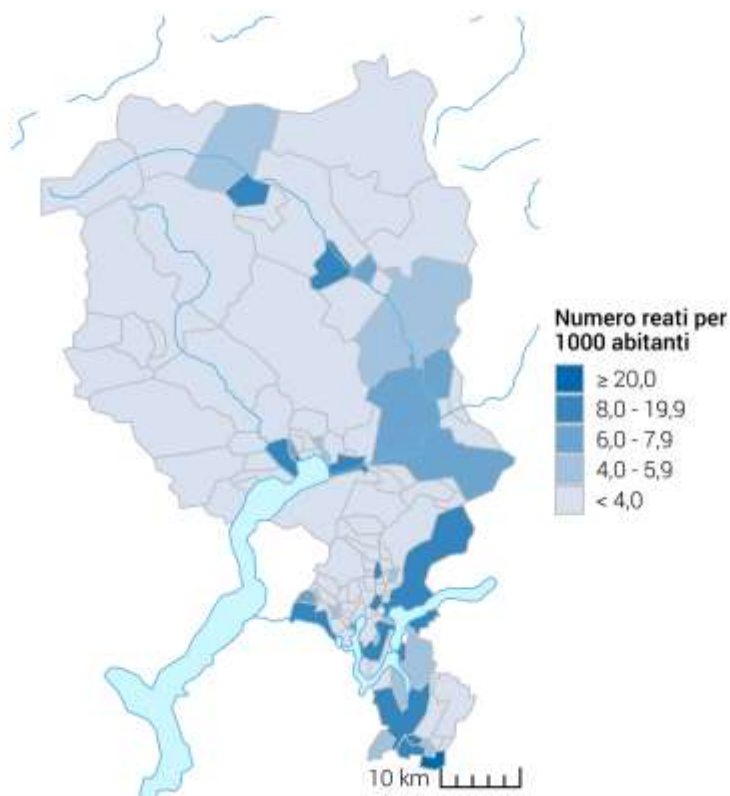 Numero reati per
1000 abitanti
≥ 20,0
8,0 - 19,9
6,0 - 7,9
4,0 - 5,9
< 4,0
10 km